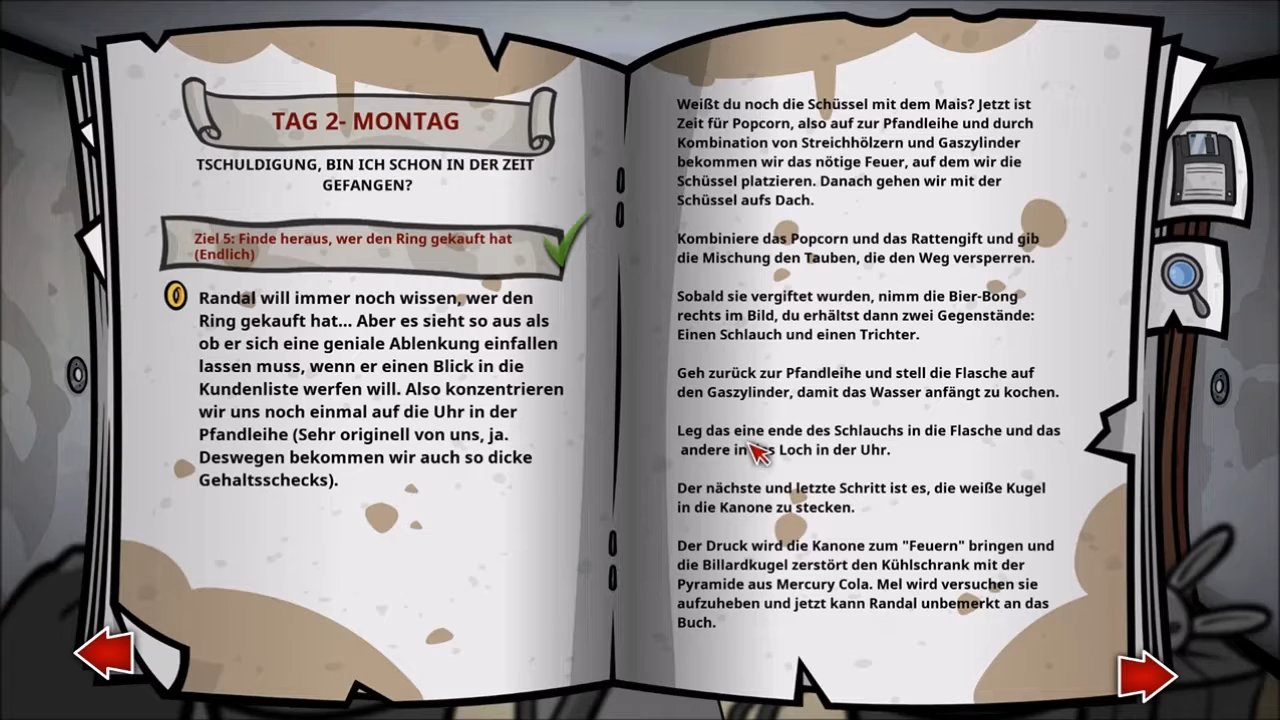 TAG 2- MONTAG
TSCHULDIGUNG, BIN ICH SCHON IN DER ZEIT
GEFANGEN?
Ziel 5: Finde heraus, wer den Ring gekauft hat
(Endlich)
Randal will immer noch wissen, wer den
Ring gekauft hat... Aber es sieht so aus als
ob er sich eine geniale Ablenkung einfallen
lassen muss, wenn er einen Blick in die
Kundenliste werfen will. Also konzentrieren
wir uns noch einmal auf die Uhr in der
Pfandleihe (Sehr originell von uns, ja.
Deswegen bekommen wir auch so dicke
Gehaltsschecks).
Weißt du noch die Schüssel mit dem Mais? Jetzt ist
Zeit für Popcorn, also auf zur Pfandleihe und durch
Kombination von Streichhölzern und Gaszylinder
bekommen wir das nötige Feuer, auf dem wir die
Schüssel platzieren. Danach gehen wir mit der
Schüssel aufs Dach.
Kombiniere das Popcorn und das Rattengift und gib
die Mischung den Tauben, die den Weg versperren.
Sobald sie vergiftet wurden, nimm die Bier-Bong
rechts im Bild, du erhältst dann zwei Gegenstände:
Einen Schlauch und einen Trichter.
Geh zurück zur Pfandleihe und stell die Flasche auf
den Gaszylinder, damit das Wasser anfängt zu kochen.
Leg das eine ende des Schlauchs in die Flasche und das
andere in Loch in der Uhr.
Der nächste und letzte Schritt ist es, die weiße Kugel
in die Kanone zu stecken.
Der Druck wird die Kanone zum "Feuern" bringen und
die Billardkugel zerstört den Kühlschrank mit der
Pyramide aus Mercury Cola. Mel wird versuchen sie
aufzuheben und jetzt kann Randal unbemerkt an das
Buch.